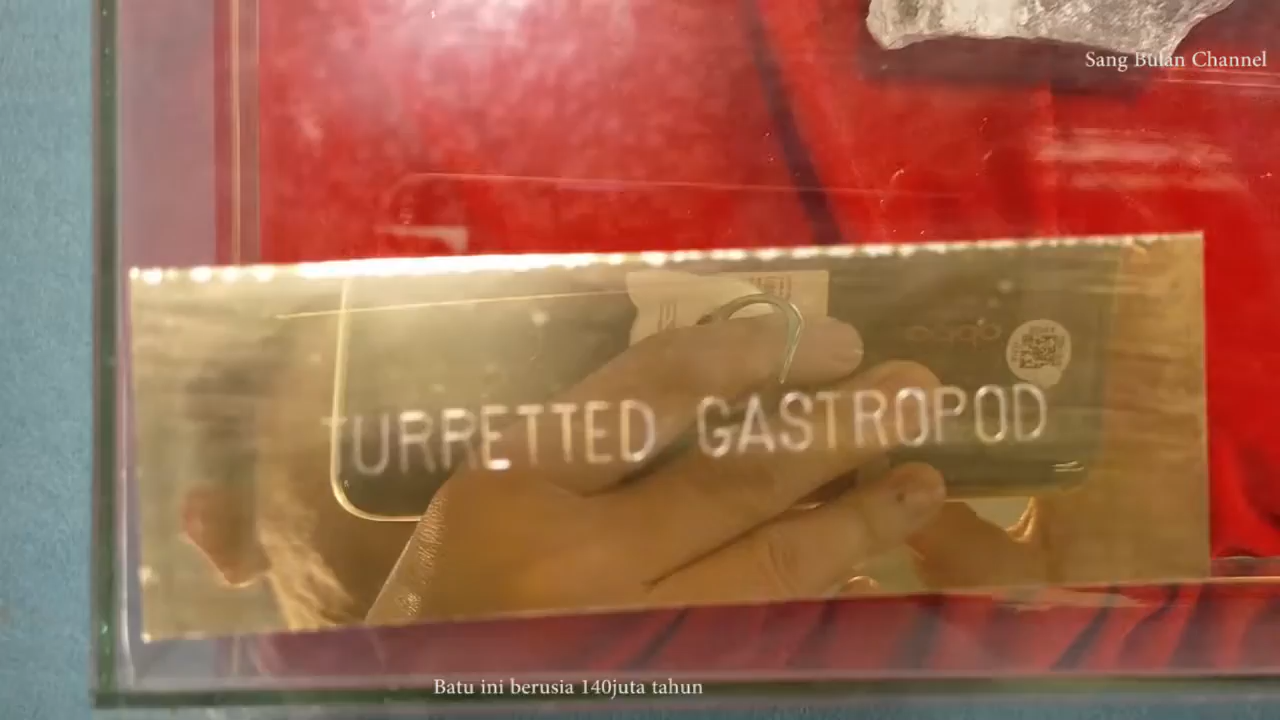 Sang Bulan Channel
TURRETTED GASTROPOD
Batu ini berusia 140juta tahun